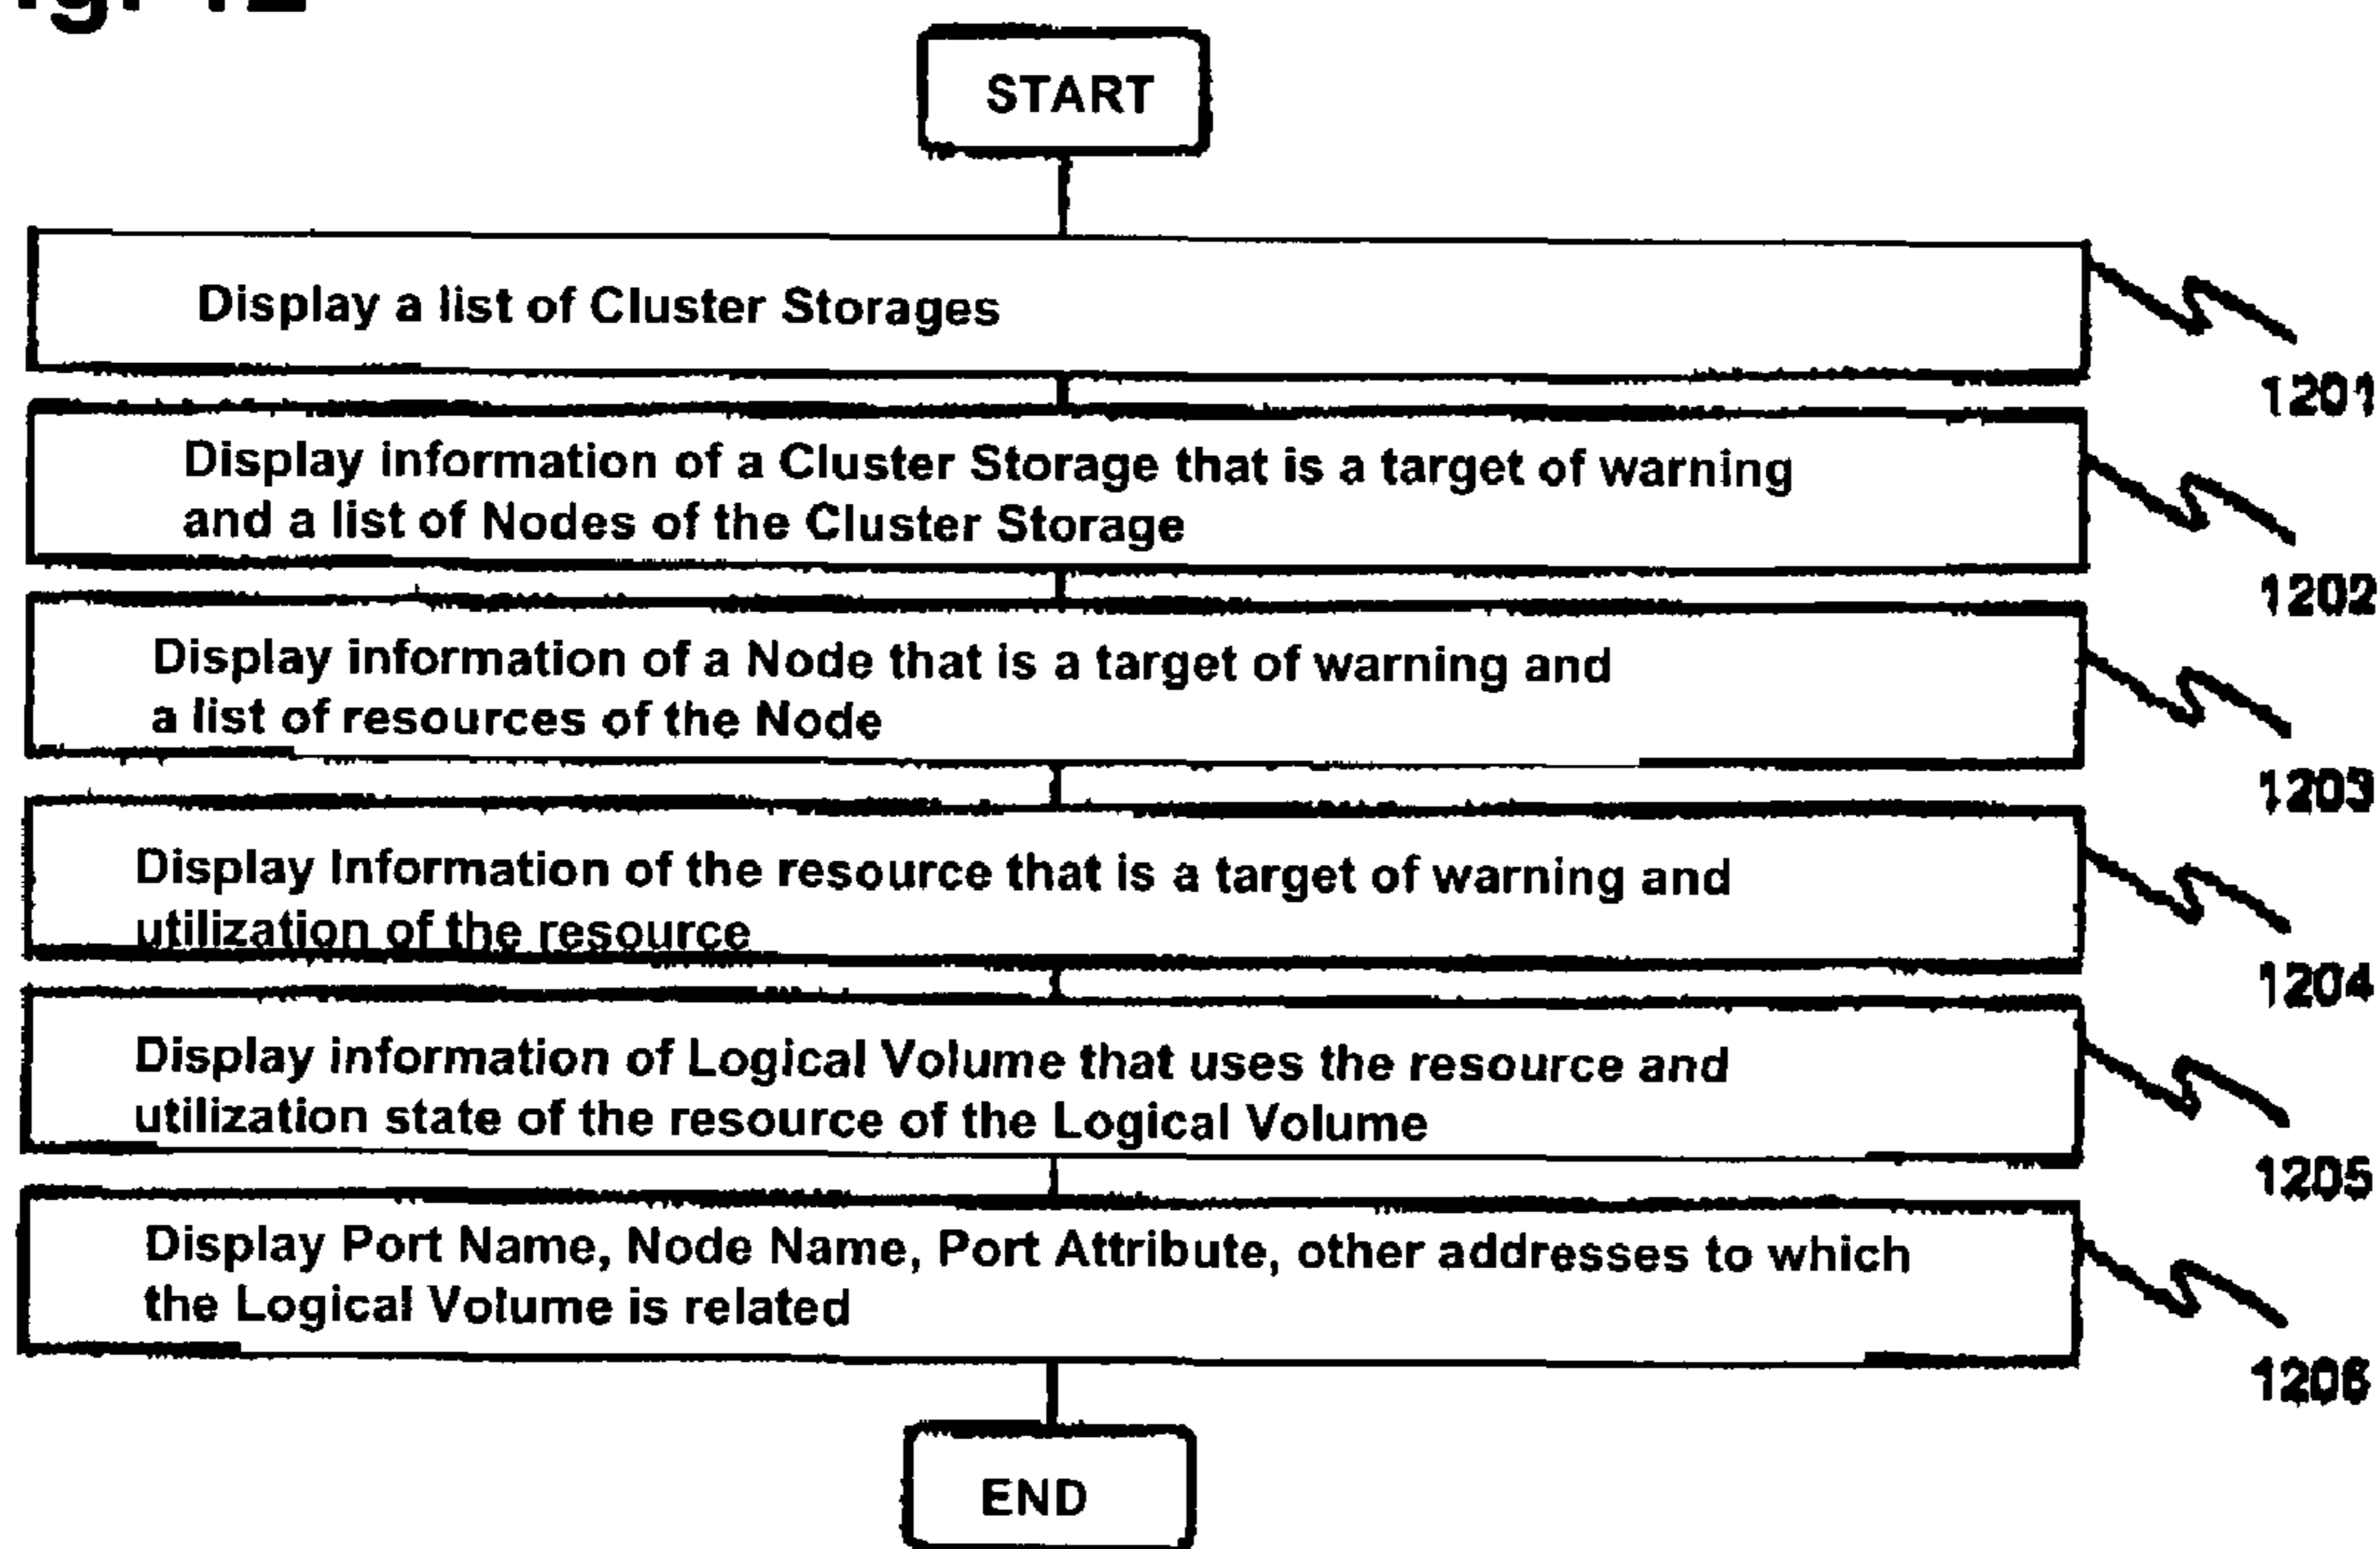 START
Display a list of Cluster Storages
1201
Display information of a Cluster Storage that is a target of warning
and a list of Nodes of the Cluster Storage
1202
Display information of a Node that is a target of warning and
a list of resources of the Node
1203
Display Information of the resource that is a target of warning and
utilization of the resource
1204
Display information of Logical Volume that uses the resource and
utilization state of the resource of the Logical Volume
1205
Display Port Name, Node Name, Port Attribute, other addresses to which
the Logical Volume is related
1206
END